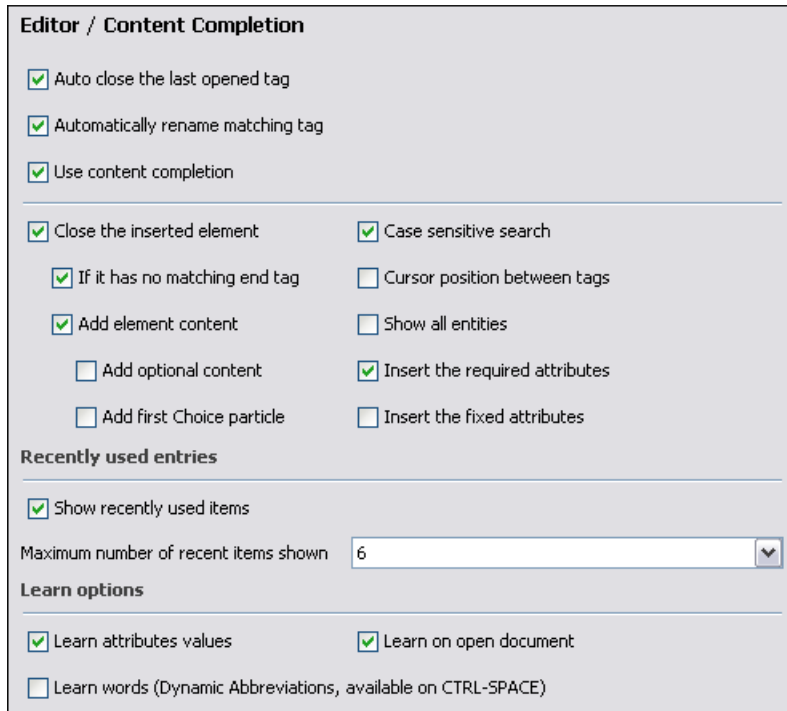 Editor / Content Completion
Auto close the last opened tag
Automatically rename matching tag
Use content completion
Close the inserted element
Case sensitive search
If it has no matching end tag
Cursor position between tags
Add element content
Show all entities
Add optional content
Insert the required attributes
Add first Choice particle
Insert the fixed attributes
Recently used entries
Show recently used items
Maximum number of recent items shown
6
Learn options
Learn attributes values
Learn on open document
Learn words (Dynamic Abbreviations, available on CTRL-SPACE)